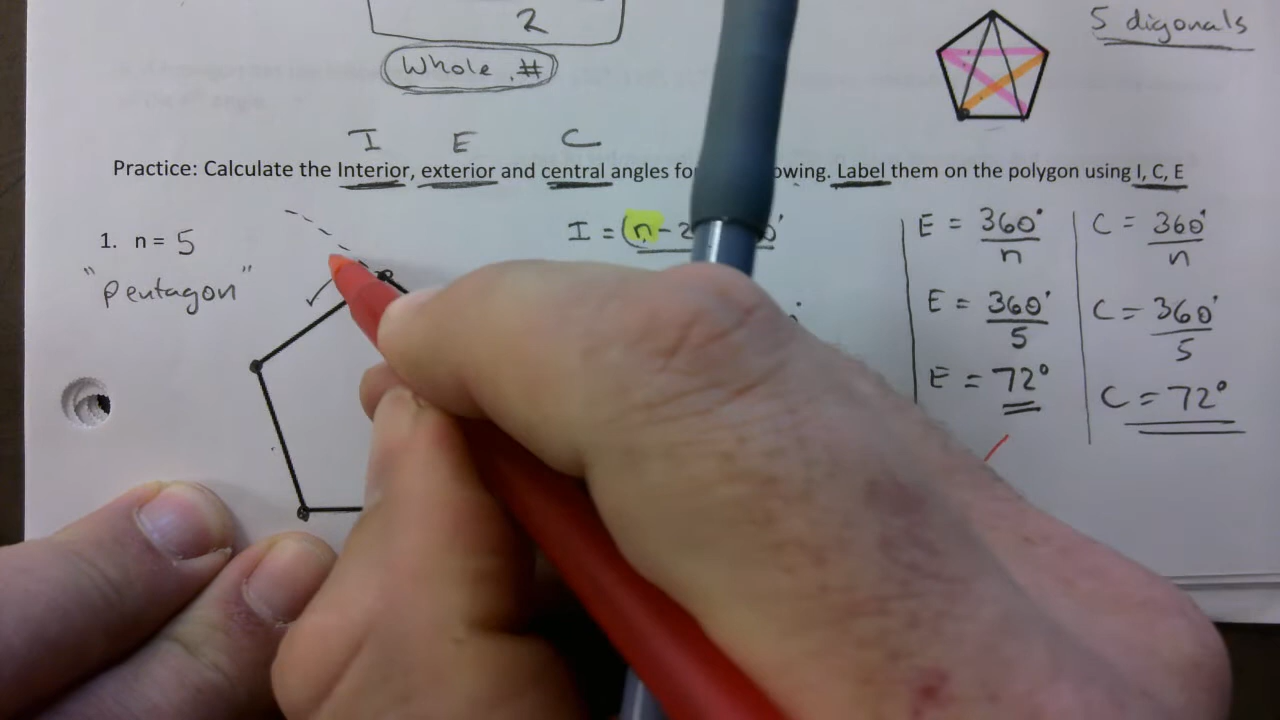 2
5 digonals
Whole #
I E C
Practice: Calculate the Interior, exterior and central angles fo owing. Label them on the polygon using I, C, E
1. n = 5
"pentagon"
I = (n-2
E = 360°
n
E = 360°
5
E = 72°
C = 360°
n
C = 360°
5
C = 72°